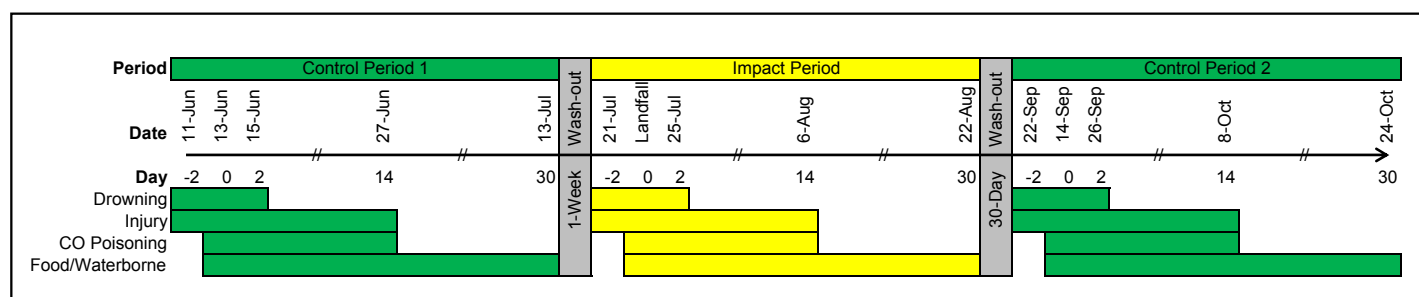 Period Control Period 1 Impact Period Control Period 2
Date 11-Jun 13-Jun 15-Jun 27-Jun 13-Jul Wash-out 21-Jul Landfall 25-Jul 6-Aug 22-Aug Wash-out 22-Sep 14-Sep 26-Sep 8-Oct 24-Oct
// // // // // //
Day -2 0 2 14 30 1-Week -2 0 2 14 30 30-Day -2 0 2 14 30
Drowning
Injury
CO Poisoning
Food/Waterborne